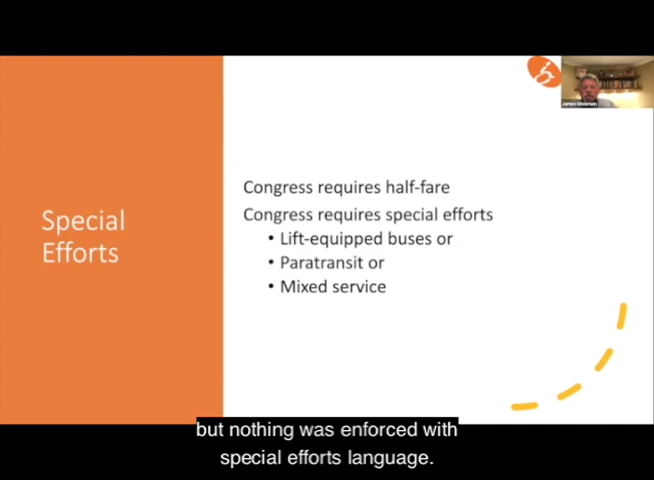 Special
Efforts
Congress requires half-fare
Congress requires special efforts
• Lift-equipped buses or
• Paratransit or
• Mixed service
but nothing was enforced with
special efforts language.